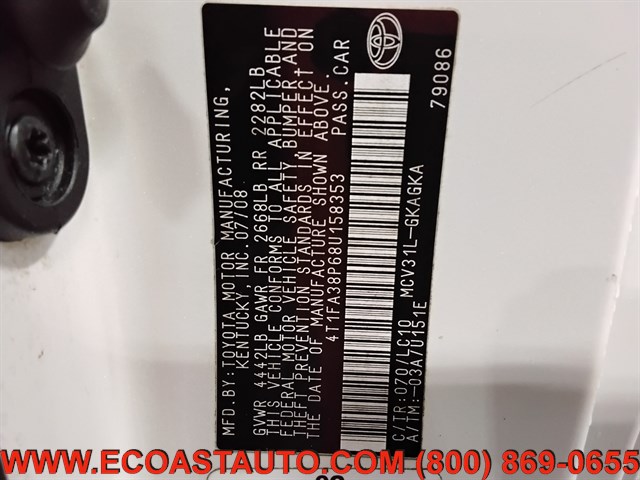 MFD.BY:TOYOTA MOTOR MANUFACTURING,
KENTUCKY, INC.07/08
GVWR 4442LB GAWR FR 2668LB RR 2282LB
THIS VEHICLE CONFORMS TO ALL APPLICABLE
FEDERAL MOTOR VEHICLE SAFETY, BUMPER AND
THEFT PREVENTION STANDARDS IN EFFECT ON
THE DATE OF MANUFACTURE SHOWN ABOVE.
4T1FA38P68U158353 PASS.CAR
C/TR:070/LC10 MCV31L-GKAGKA
A/TM:-03A/U151E
79086
WWW.ECOASTAUTO.COM (800) 869-0655